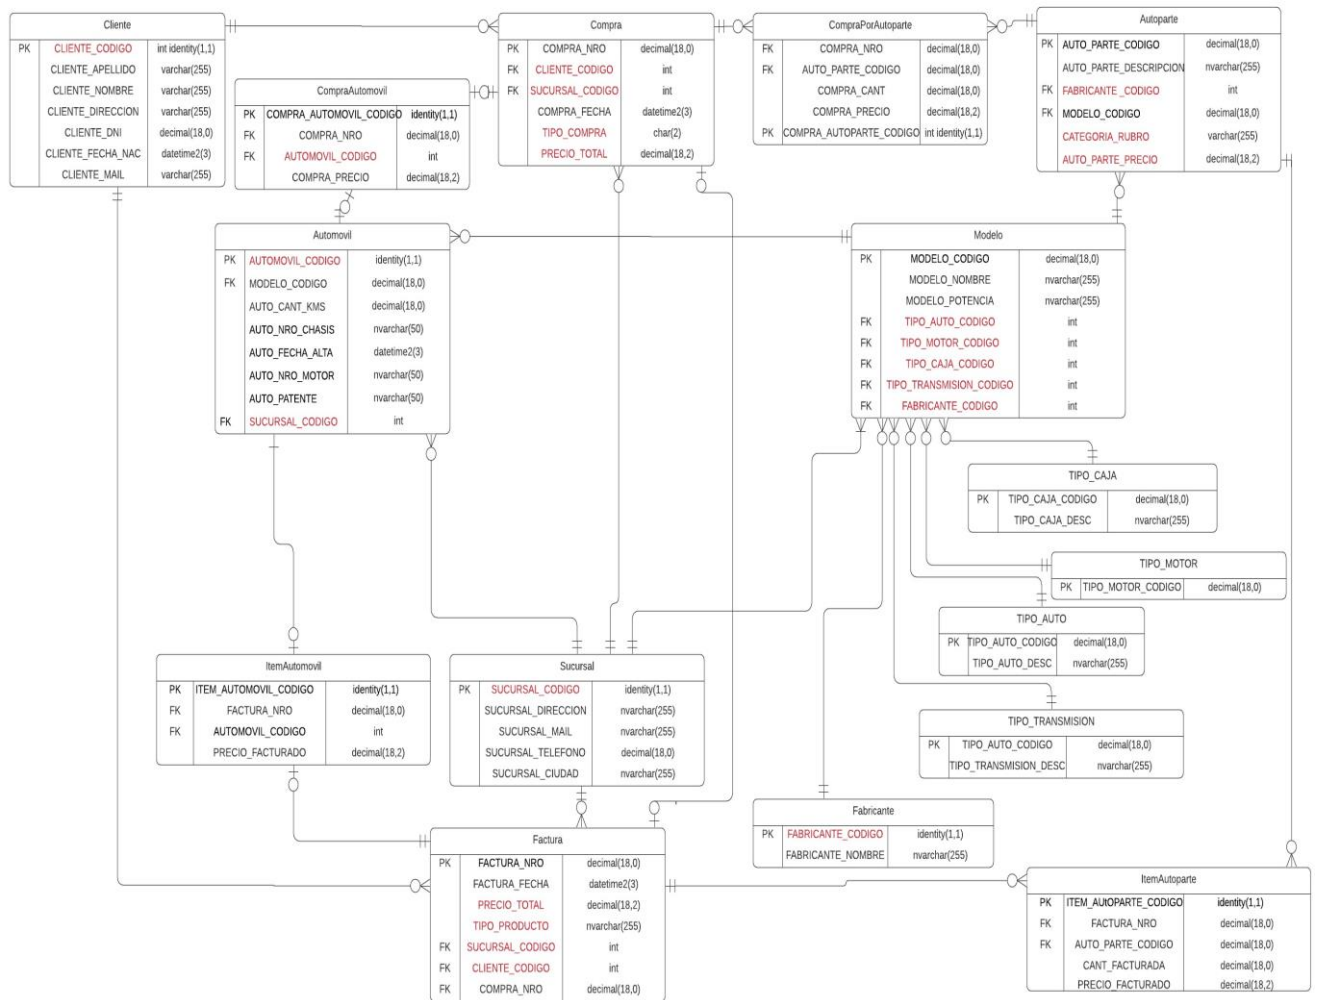 Cliente
PK CLIENTE_CODIGO int identity(1,1)
CLIENTE_APELLIDO varchar(255)
CLIENTE_NOMBRE varchar(255)
CLIENTE_DIRECCION varchar(255)
CLIENTE_DNI decimal(18,0)
CLIENTE_FECHA_NAC datetime2(3)
CLIENTE_MAIL varchar(255)
CompraAutomovil
PK COMPRA_AUTOMOVIL_CODIGO identity(1,1)
FK COMPRA_NRO decimal(18,0)
FK AUTOMOVIL_CODIGO int
COMPRA_PRECIO decimal(18,2)
Compra
PK COMPRA_NRO decimal(18,0)
FK CLIENTE_CODIGO int
FK SUCURSAL_CODIGO int
COMPRA_FECHA datetime2(3)
TIPO_COMPRA char(2)
PRECIO_TOTAL decimal(18,2)
CompraPorAutoparte
FK COMPRA_NRO decimal(18,0)
FK AUTO_PARTE_CODIGO decimal(18,0)
COMPRA_CANT decimal(18,0)
COMPRA_PRECIO decimal(18,2)
PK COMPRA_AUTOPARTE_CODIGO int identity(1,1)
Autoparte
PK AUTO_PARTE_CODIGO decimal(18,0)
AUTO_PARTE_DESCRIPCION nvarchar(255)
FK FABRICANTE_CODIGO int
FK MODELO_CODIGO decimal(18,0)
CATEGORIA_RUBRO varchar(255)
AUTO_PARTE_PRECIO decimal(18,2)
Automovil
PK AUTOMOVIL_CODIGO identity(1,1)
FK MODELO_CODIGO decimal(18,0)
AUTO_CANT_KMS decimal(18,0)
AUTO_NRO_CHASIS nvarchar(50)
AUTO_FECHA_ALTA datetime2(3)
AUTO_NRO_MOTOR nvarchar(50)
AUTO_PATENTE nvarchar(50)
FK SUCURSAL_CODIGO int
Modelo
PK MODELO_CODIGO decimal(18,0)
MODELO_NOMBRE nvarchar(255)
MODELO_POTENCIA nvarchar(255)
FK TIPO_AUTO_CODIGO int
FK TIPO_MOTOR_CODIGO int
FK TIPO_CAJA_CODIGO int
FK TIPO_TRANSMISION_CODIGO int
FK FABRICANTE_CODIGO int
TIPO_CAJA
PK TIPO_CAJA_CODIGO decimal(18,0)
TIPO_CAJA_DESC nvarchar(255)
TIPO_MOTOR
PK TIPO_MOTOR_CODIGO decimal(18,0)
TIPO_AUTO
PK TIPO_AUTO_CODIGO decimal(18,0)
TIPO_AUTO_DESC nvarchar(255)
TIPO_TRANSMISION
PK TIPO_AUTO_CODIGO decimal(18,0)
TIPO_TRANSMISION_DESC nvarchar(255)
ItemAutomovil
PK ITEM_AUTOMOVIL_CODIGO identity(1,1)
FK FACTURA_NRO decimal(18,0)
FK AUTOMOVIL_CODIGO int
PRECIO_FACTURADO decimal(18,2)
Sucursal
PK SUCURSAL_CODIGO identity(1,1)
SUCURSAL_DIRECCION nvarchar(255)
SUCURSAL_MAIL nvarchar(255)
SUCURSAL_TELEFONO decimal(18,0)
SUCURSAL_CIUDAD nvarchar(255)
Fabricante
PK FABRICANTE_CODIGO identity(1,1)
FABRICANTE_NOMBRE nvarchar(255)
Factura
PK FACTURA_NRO decimal(18,0)
FACTURA_FECHA datetime2(3)
PRECIO_TOTAL decimal(18,2)
TIPO_PRODUCTO nvarchar(255)
FK SUCURSAL_CODIGO int
FK CLIENTE_CODIGO int
FK COMPRA_NRO decimal(18,0)
ItemAutoparte
PK ITEM_AUtOPARTE_CODIGO identity(1,1)
FK FACTURA_NRO decimal(18,0)
FK AUTO_PARTE_CODIGO decimal(18,0)
CANT_FACTURADA decimal(18,0)
PRECIO_FACTURADO decimal(18,2)